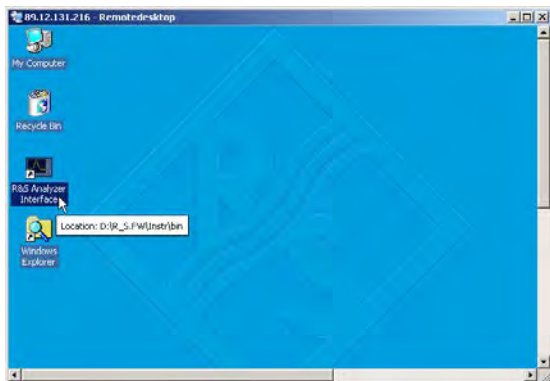 89.12.131.216 - Remotedesktop
My Computer
Recycle Bin
R&S Analyzer
Interface
Location: D:\R_S.FW\Instr\bin
Windows
Explorer